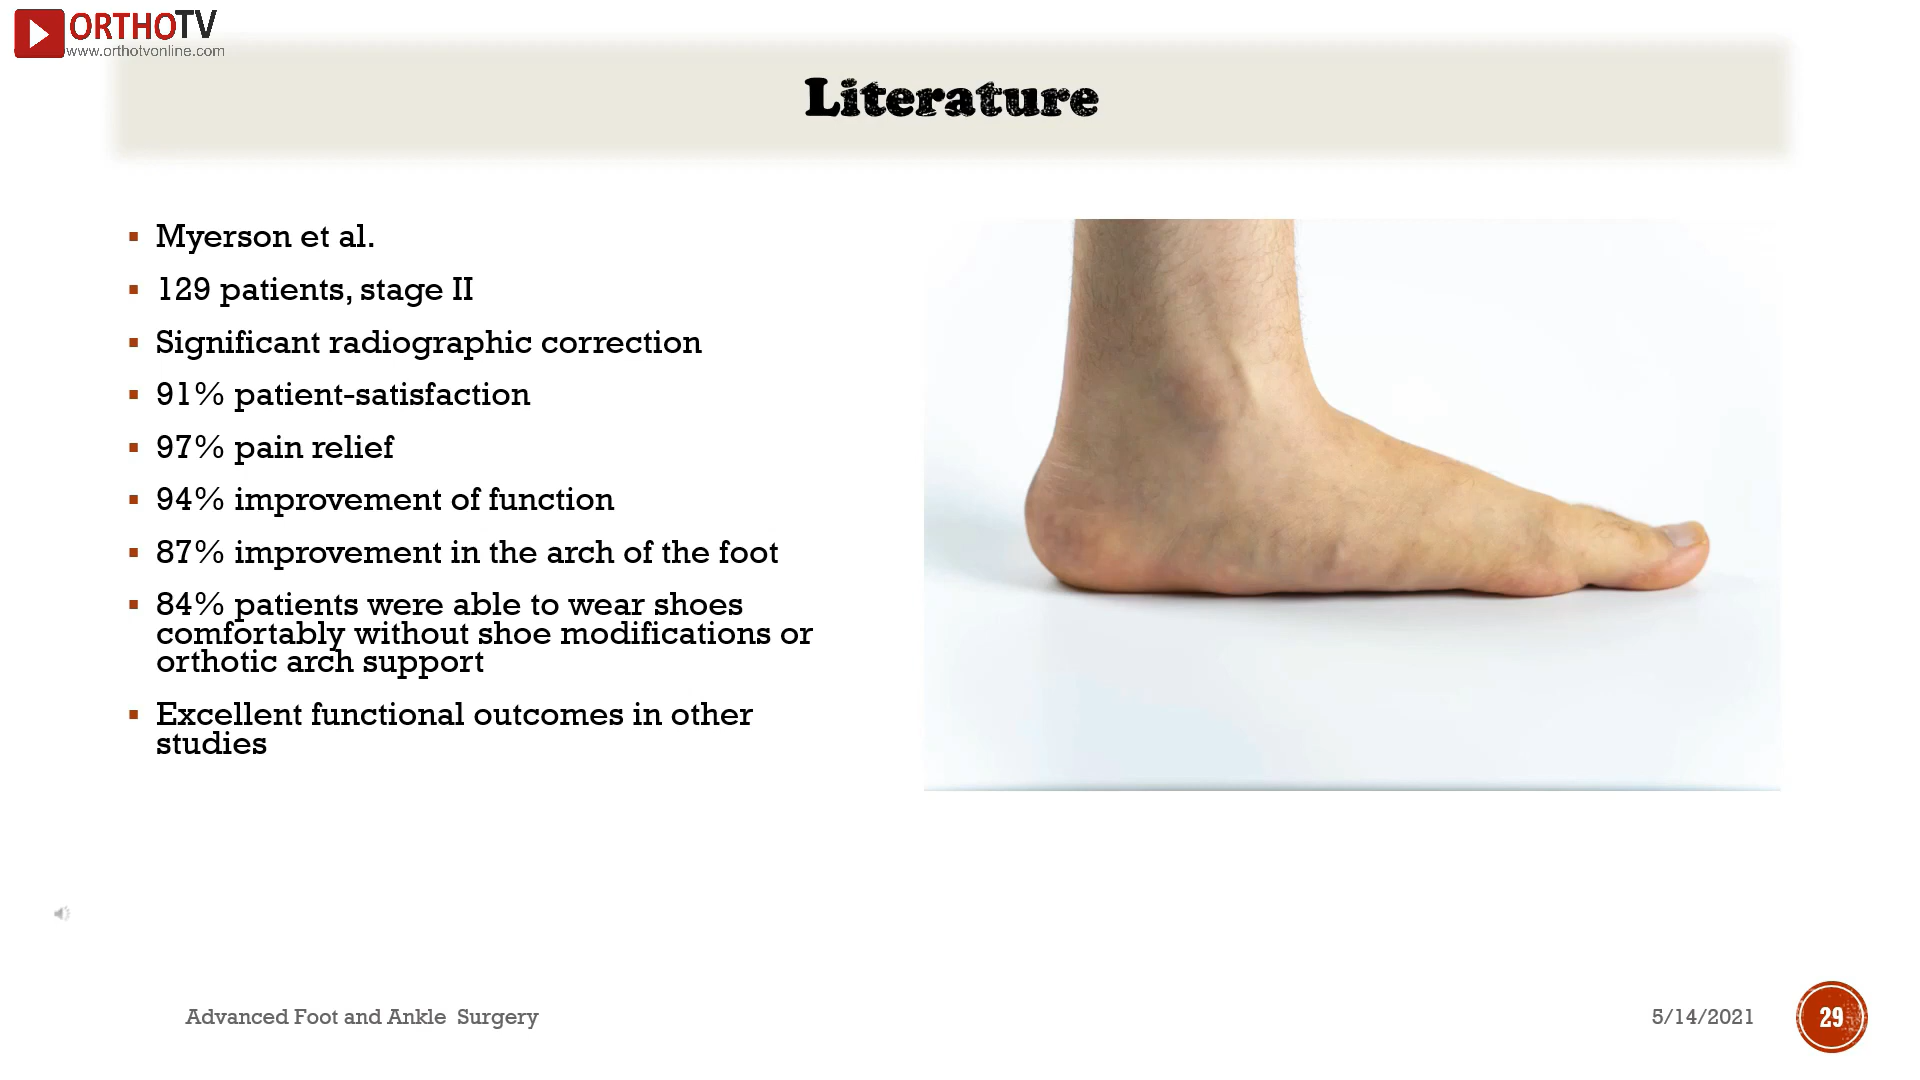 ORTHOTV
www.orthotvonline.com
Literature
Myerson et al.
129 patients, stage II
Significant radiographic correction
91% patient-satisfaction
97% pain relief
94% improvement of function
87% improvement in the arch of the foot
84% patients were able to wear shoes
comfortably without shoe modifications or
orthotic arch support
Excellent functional outcomes in other
studies
Advanced Foot and Ankle Surgery
5/14/2021
29